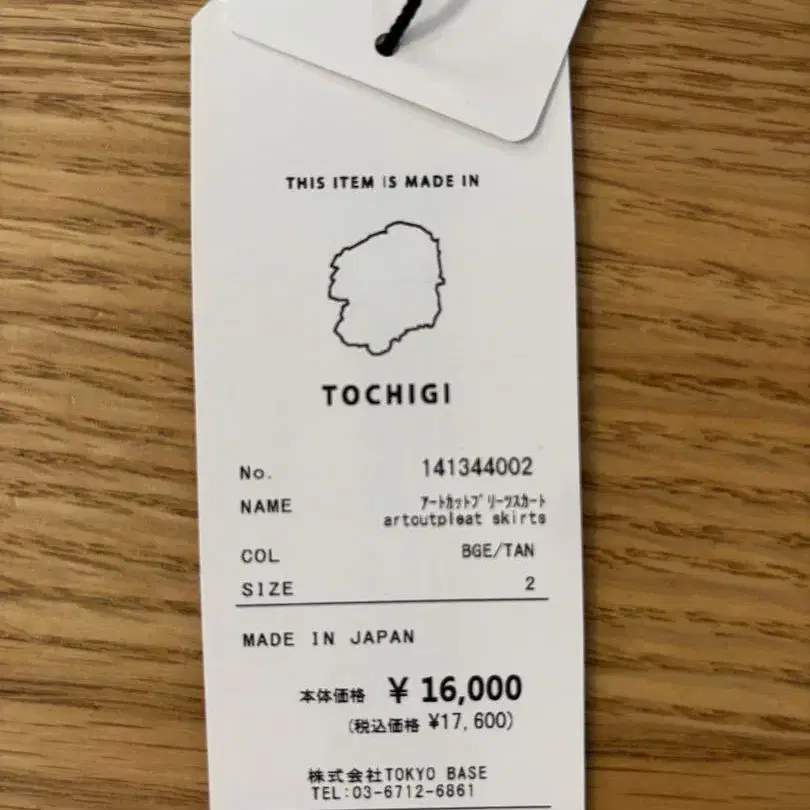 THIS ITEM IS MADE IN
TOCHIGI
No. 141344002
NAME ｱｰﾄｶｯﾄﾌﾟﾘｰﾂｽｶｰﾄ
artoutpleat skirts
COL BGE/TAN
SIZE 2
MADE IN JAPAN
本体価格 ¥ 16,000
(税込価格 ¥17,600)
株式会社TOKYO BASE
TEL:03-6712-6861